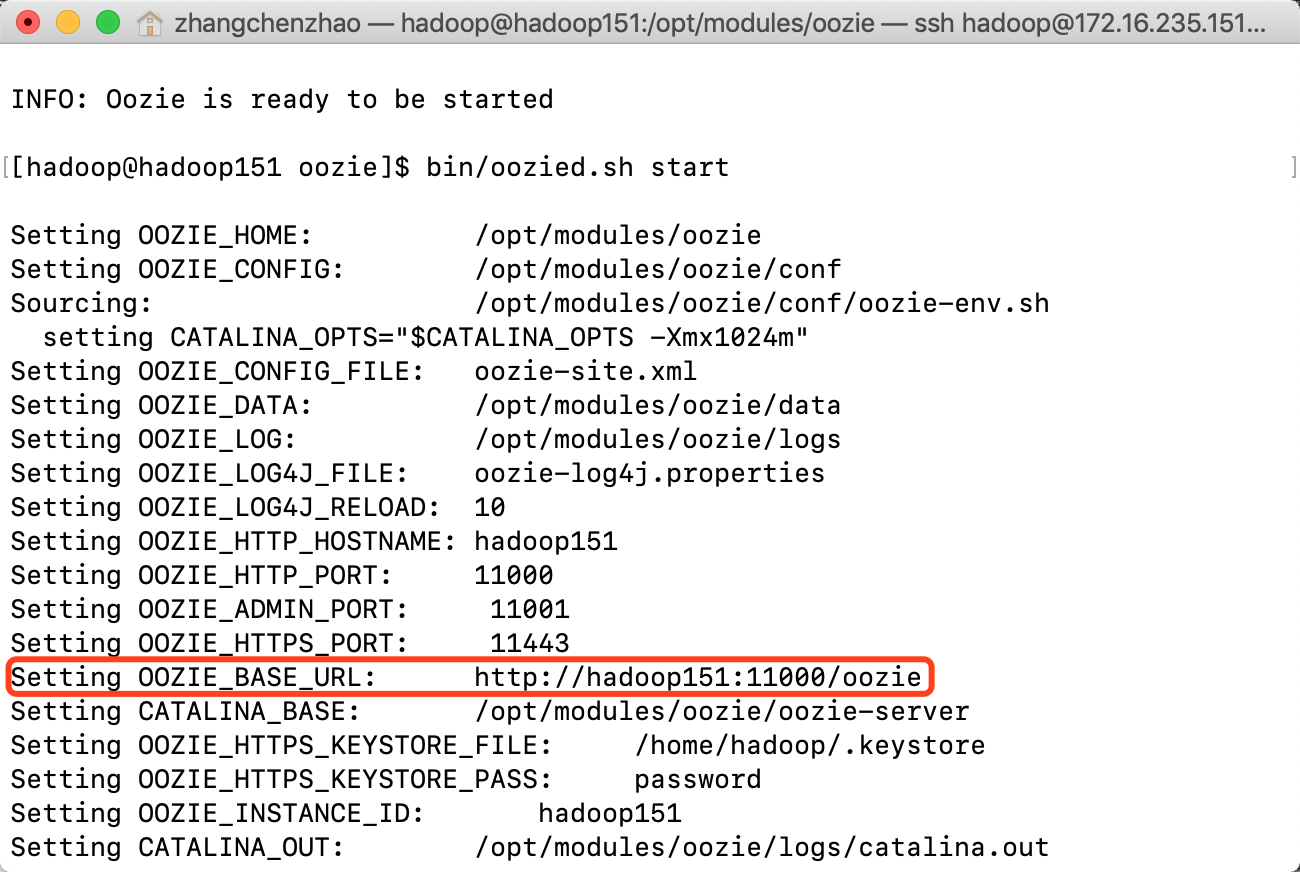 zhangchenzhao — hadoop@hadoop151:/opt/modules/oozie — ssh hadoop@172.16.235.151...
INFO: Oozie is ready to be started
[[hadoop@hadoop151 oozie]$ bin/oozied.sh start ]
Setting OOZIE_HOME: /opt/modules/oozie
Setting OOZIE_CONFIG: /opt/modules/oozie/conf
Sourcing: /opt/modules/oozie/conf/oozie-env.sh
setting CATALINA_OPTS="$CATALINA_OPTS -Xmx1024m"
Setting OOZIE_CONFIG_FILE: oozie-site.xml
Setting OOZIE_DATA: /opt/modules/oozie/data
Setting OOZIE_LOG: /opt/modules/oozie/logs
Setting OOZIE_LOG4J_FILE: oozie-log4j.properties
Setting OOZIE_LOG4J_RELOAD: 10
Setting OOZIE_HTTP_HOSTNAME: hadoop151
Setting OOZIE_HTTP_PORT: 11000
Setting OOZIE_ADMIN_PORT: 11001
Setting OOZIE_HTTPS_PORT: 11443
Setting OOZIE_BASE_URL: http://hadoop151:11000/oozie
Setting CATALINA_BASE: /opt/modules/oozie/oozie-server
Setting OOZIE_HTTPS_KEYSTORE_FILE: /home/hadoop/.keystore
Setting OOZIE_HTTPS_KEYSTORE_PASS: password
Setting OOZIE_INSTANCE_ID: hadoop151
Setting CATALINA_OUT: /opt/modules/oozie/logs/catalina.out